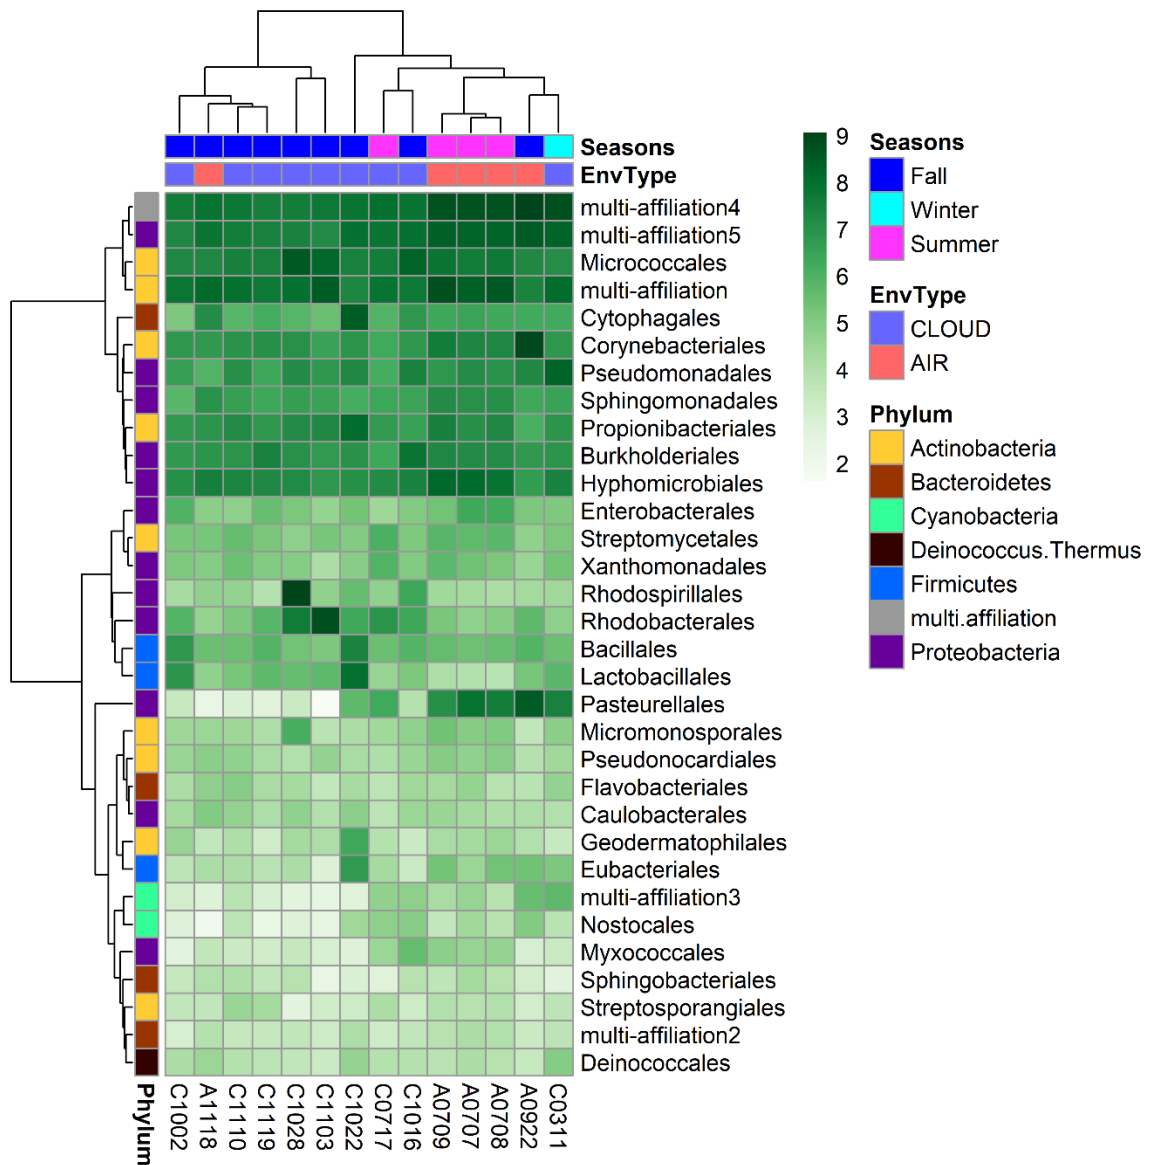 Seasons
EnvType
multi-affiliation4
multi-affiliation5
Micrococcales
multi-affiliation
Cytophagales
Corynebacteriales
Pseudomonadales
Sphingomonadales
Propionibacteriales
Burkholderiales
Hyphomicrobiales
Enterobacterales
Streptomycetales
Xanthomonadales
Rhodospirillales
Rhodobacterales
Bacillales
Lactobacillales
Pasteurellales
Micromonosporales
Pseudonocardiales
Flavobacteriales
Caulobacterales
Geodermatophilales
Eubacteriales
multi-affiliation3
Nostocales
Myxococcales
Sphingobacteriales
Streptosporangiales
multi-affiliation2
Deinococcales
Phylum
C1002
A1118
C1110
C1119
C1028
C1103
C1022
C0717
C1016
A0709
A0707
A0708
A0922
C0311
9
8
7
6
5
4
3
2
Seasons
Fall
Winter
Summer
EnvType
CLOUD
AIR
Phylum
Actinobacteria
Bacteroidetes
Cyanobacteria
Deinococcus.Thermus
Firmicutes
multi.affiliation
Proteobacteria